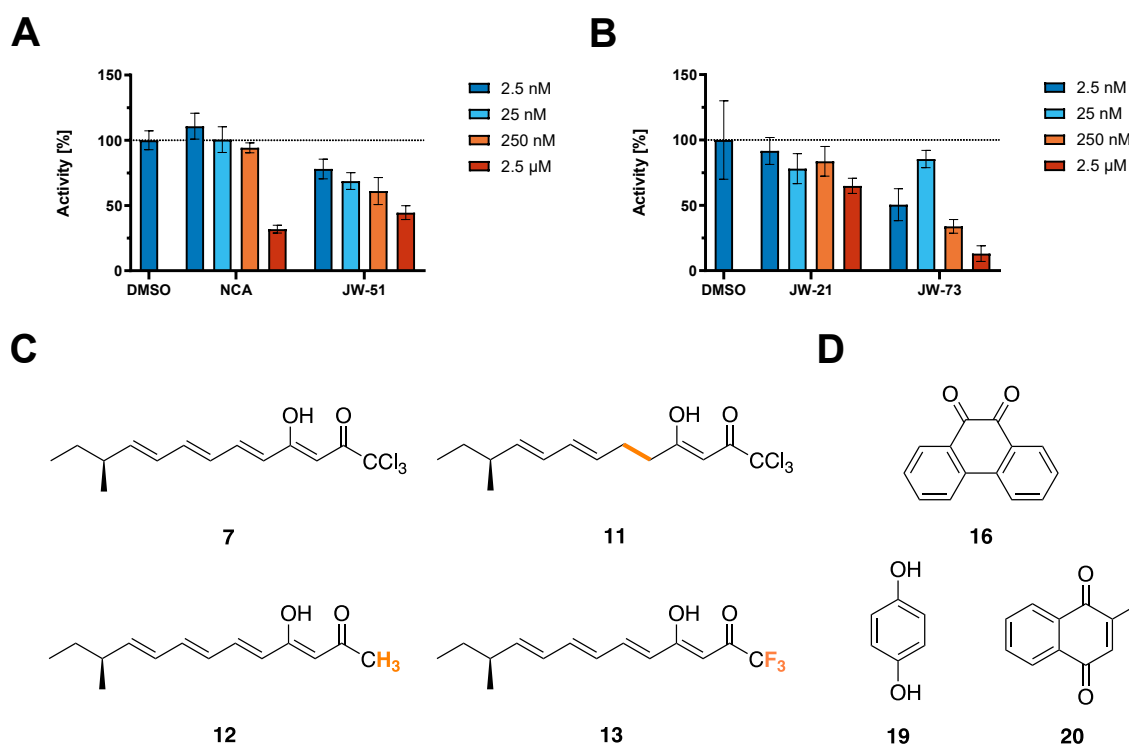 A
B
150
100
50
0
Activity [%]
DMSO
NCA
JW-51
2.5 nM
25 nM
250 nM
2.5 µM
150
100
50
0
Activity [%]
DMSO
JW-21
JW-73
2.5 nM
25 nM
250 nM
2.5 µM
C
D
OH
O
CCl3
7
OH
O
CCl3
11
O
O
16
OH
O
CH3
12
OH
O
CF3
13
OH
OH
19
O
O
20